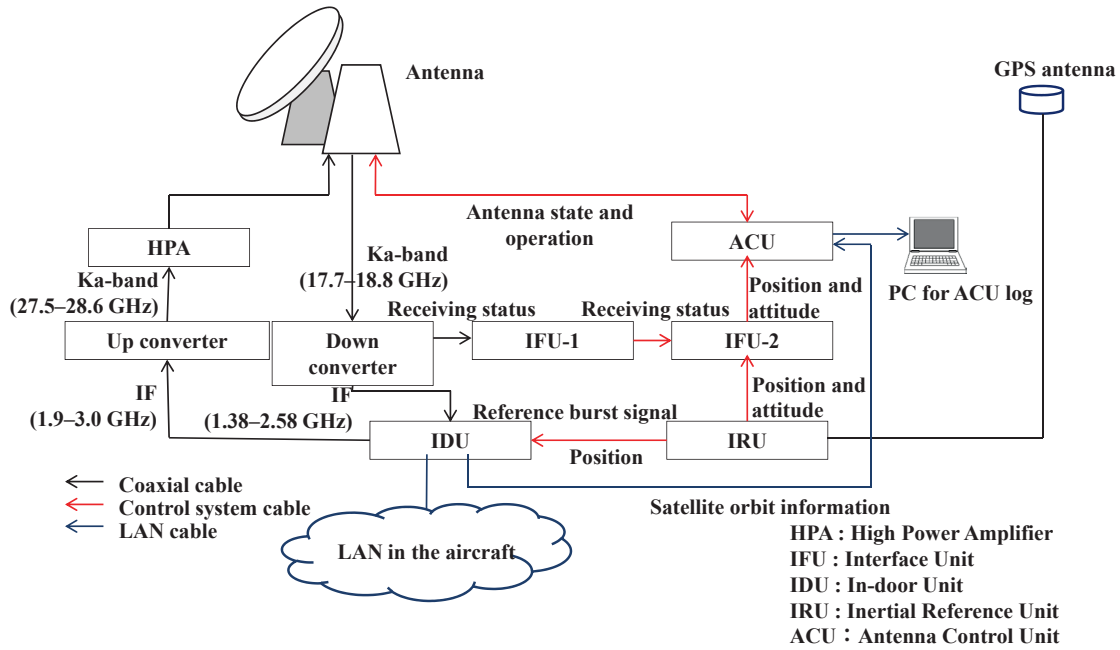 Antenna
GPS antenna
Antenna state and
operation
HPA
ACU
Ka-band
(17.7–18.8 GHz)
Ka-band
(27.5–28.6 GHz)
PC for ACU log
Position and
attitude
Receiving status
Receiving status
Up converter
Down
converter
IFU-1
IFU-2
IF
(1.9–3.0 GHz)
IF
(1.38–2.58 GHz)
Position and
attitude
Reference burst signal
IDU
IRU
Position
Coaxial cable
Control system cable
LAN cable
LAN in the aircraft
Satellite orbit information
HPA : High Power Amplifier
IFU : Interface Unit
IDU : In-door Unit
IRU : Inertial Reference Unit
ACU：Antenna Control Unit